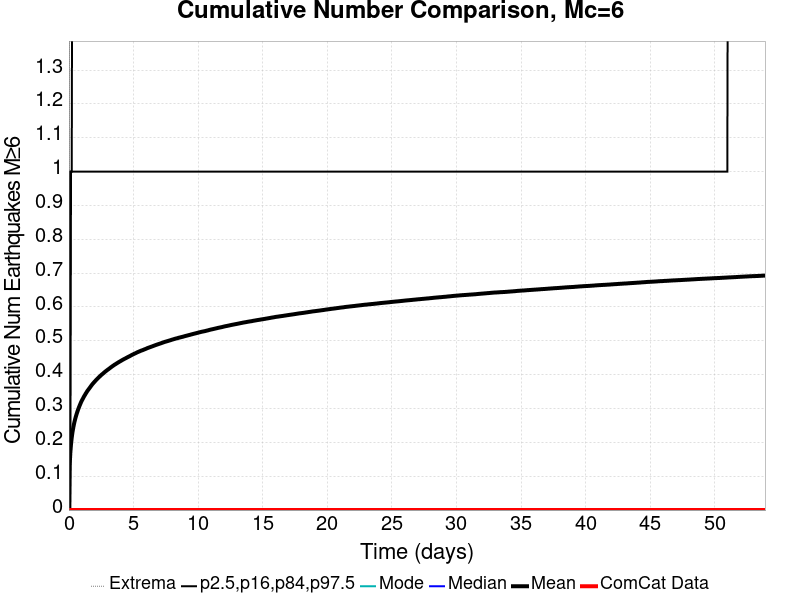 Cumulative Number Comparison, Mc=6
Cumulative Num Earthquakes M≥6
1.3
1.2
1.1
1
0.9
0.8
0.7
0.6
0.5
0.4
0.3
0.2
0.1
0
0 5 10 15 20 25 30 35 40 45 50
Time (days)
Extrema p2.5,p16,p84,p97.5 Mode Median Mean ComCat Data